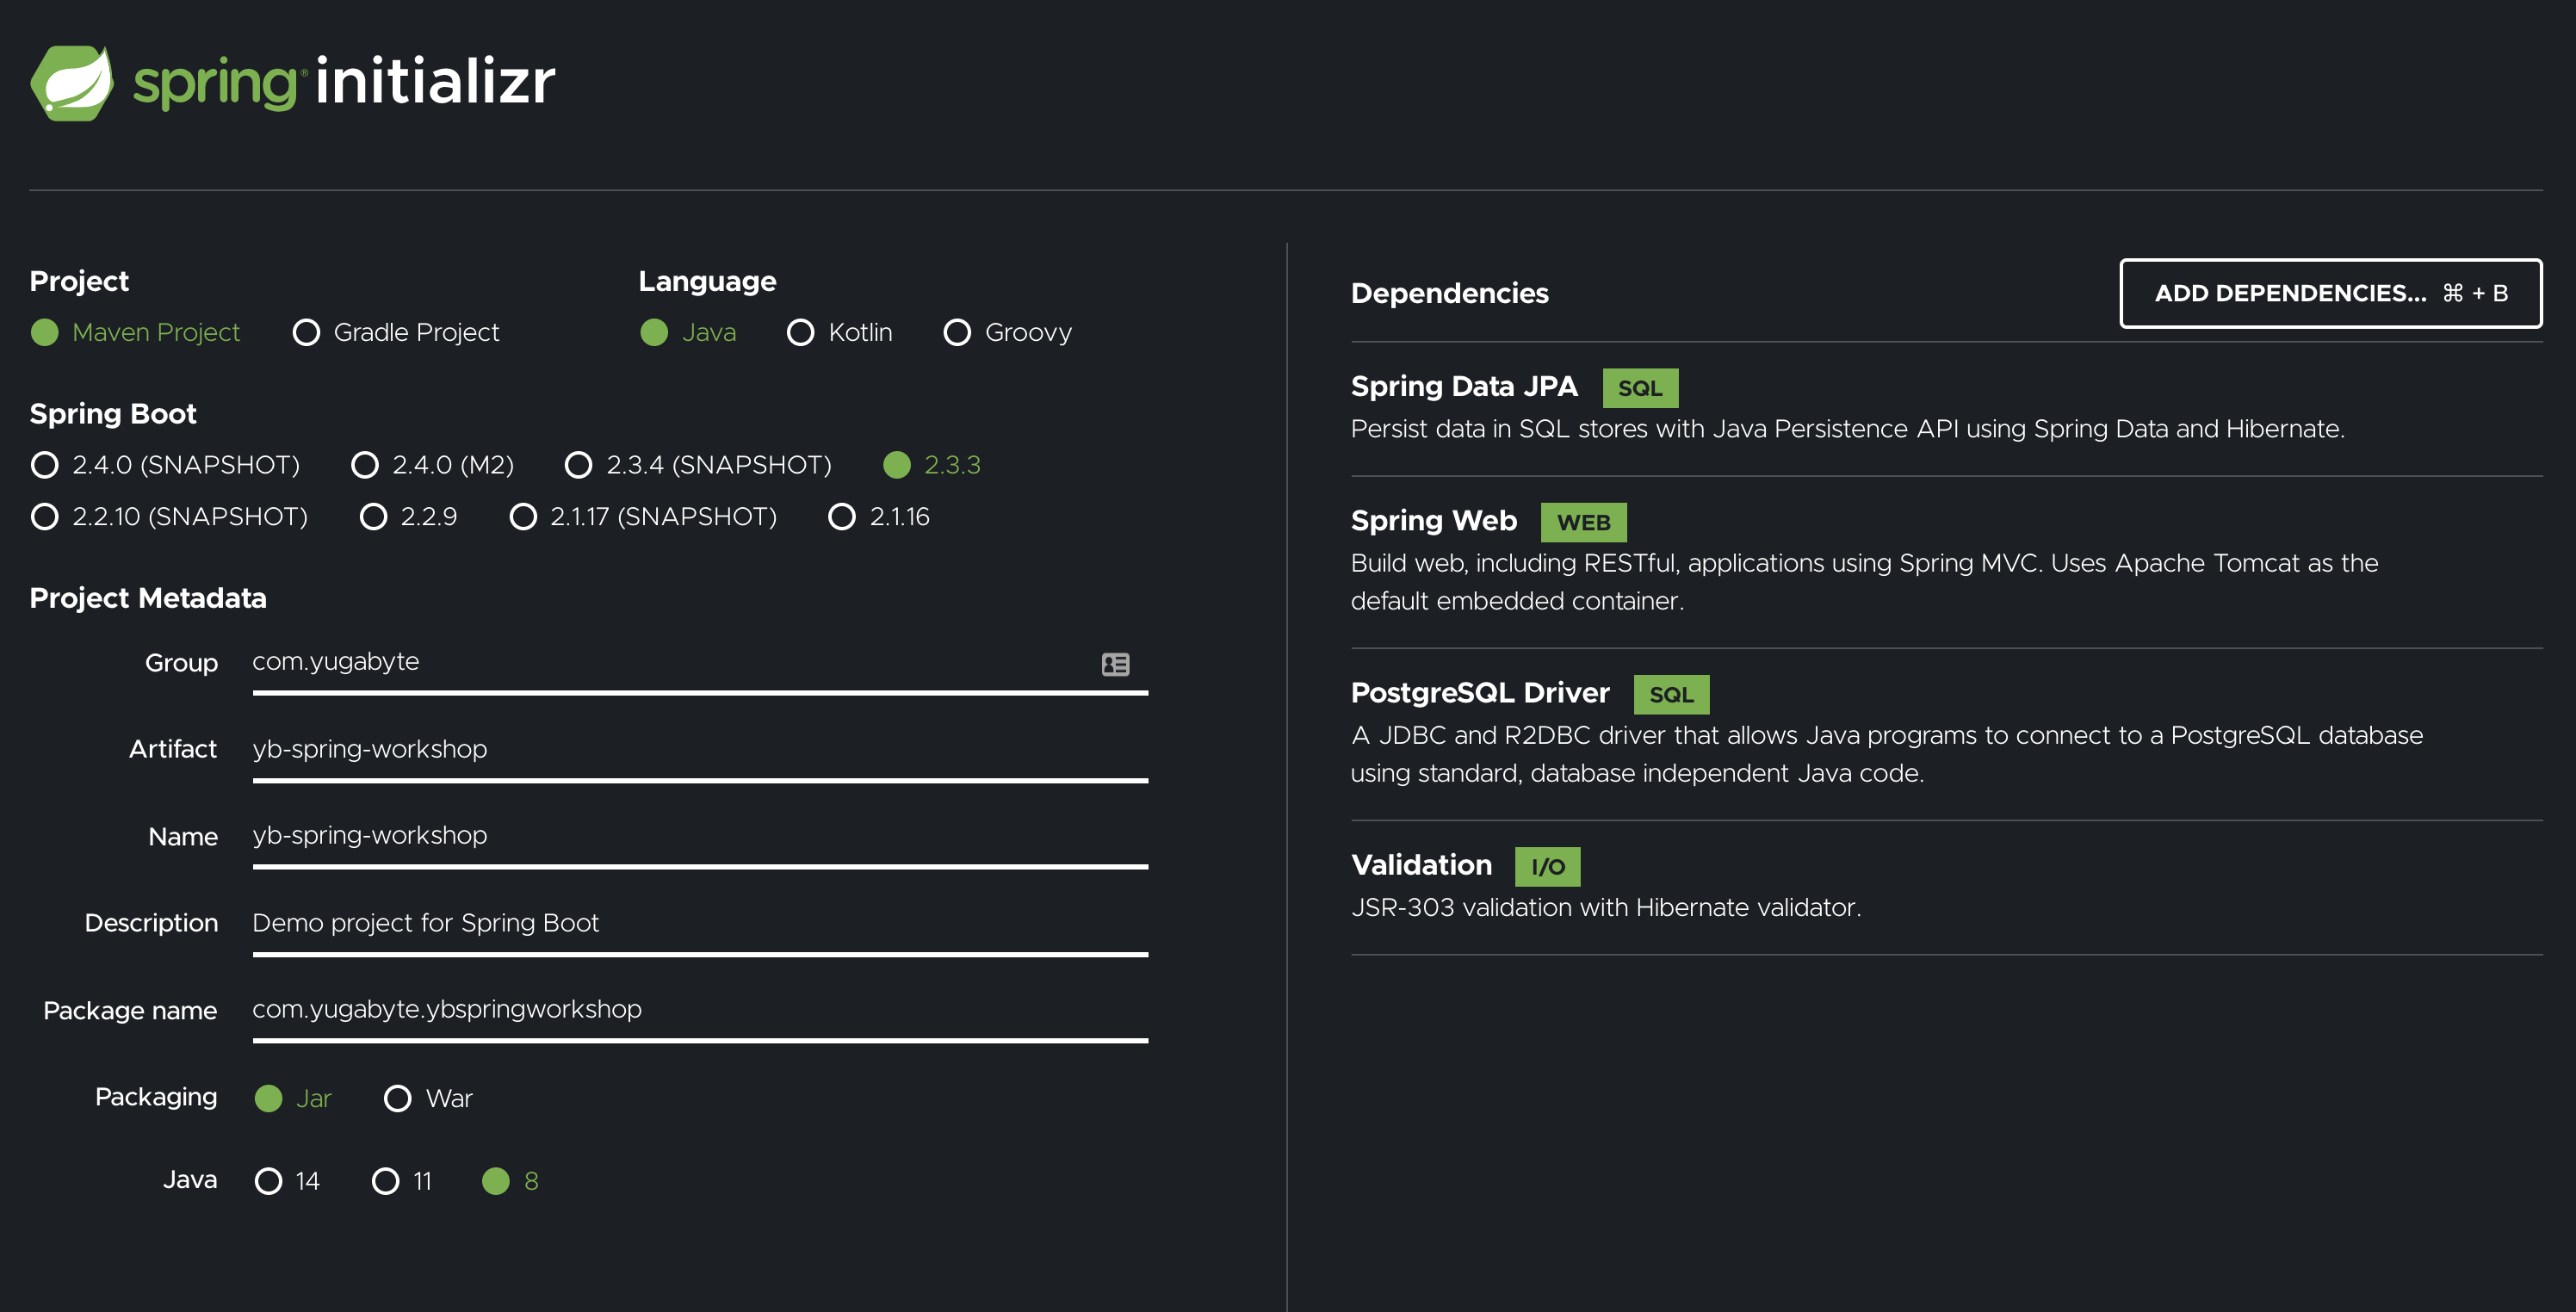 spring® initializr
Project
Maven Project Gradle Project
Language
Java Kotlin Groovy
Spring Boot
2.4.0 (SNAPSHOT) 2.4.0 (M2) 2.3.4 (SNAPSHOT) 2.3.3
2.2.10 (SNAPSHOT) 2.2.9 2.1.17 (SNAPSHOT) 2.1.16
Project Metadata
Group com.yugabyte
Artifact yb-spring-workshop
Name yb-spring-workshop
Description Demo project for Spring Boot
Package name com.yugabyte.ybspringworkshop
Packaging Jar War
Java 14 11 8
Dependencies
ADD DEPENDENCIES... ⌘ + B
Spring Data JPA SQL
Persist data in SQL stores with Java Persistence API using Spring Data and Hibernate.
Spring Web WEB
Build web, including RESTful, applications using Spring MVC. Uses Apache Tomcat as the
default embedded container.
PostgreSQL Driver SQL
A JDBC and R2DBC driver that allows Java programs to connect to a PostgreSQL database
using standard, database independent Java code.
Validation I/O
JSR-303 validation with Hibernate validator.